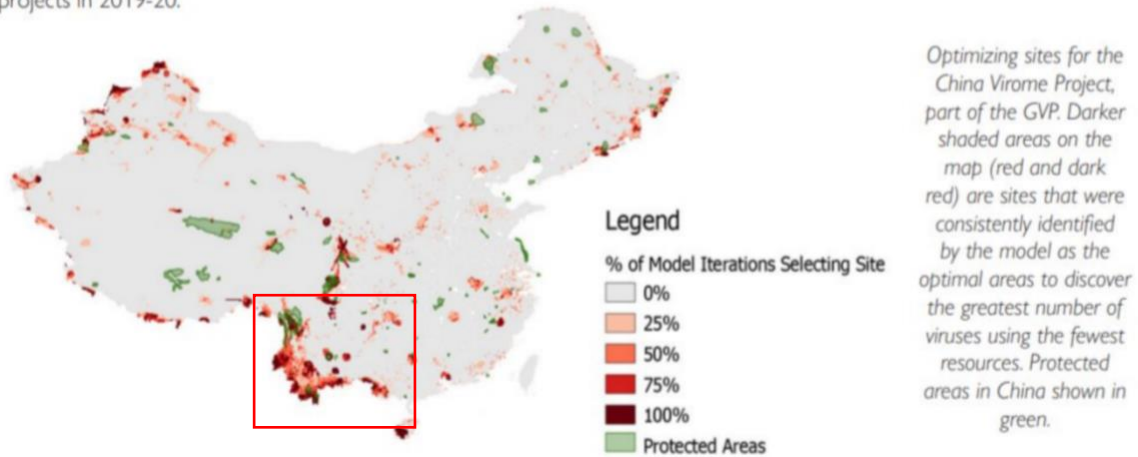 projects in 2019-20.
Optimizing sites for the
China Virome Project,
part of the GVP. Darker
shaded areas on the
map (red and dark
red) are sites that were
consistently identified
by the model as the
optimal areas to discover
the greatest number of
viruses using the fewest
resources. Protected
areas in China shown in
green.
Legend
% of Model Iterations Selecting Site
0%
25%
50%
75%
100%
Protected Areas